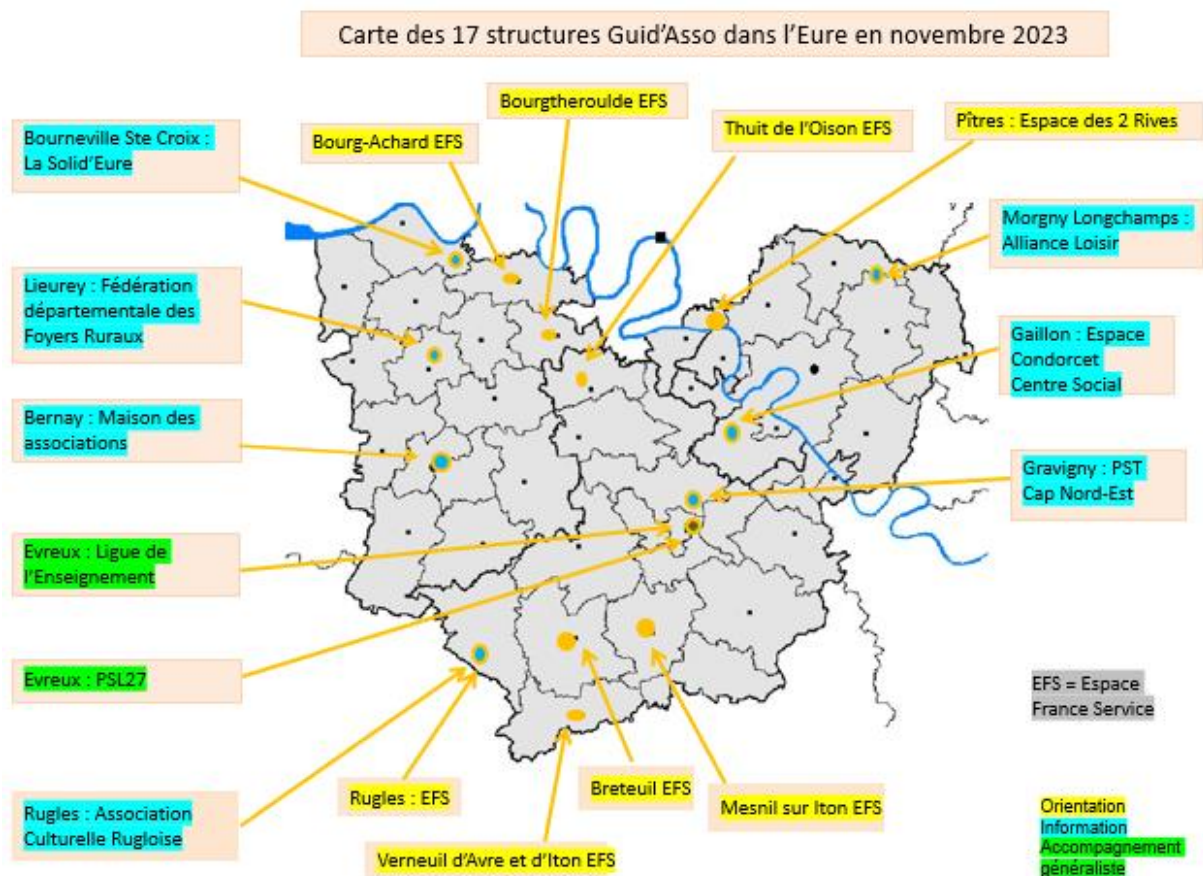 Carte des 17 structures Guid'Asso dans l'Eure en novembre 2023
Bourgtheroulde EFS
Bourg-Achard EFS
Thuit de l'Oison EFS
Pîtres : Espace des 2 Rives
Bourneville Ste Croix :
La Solid'Eure
Morgny Longchamps :
Alliance Loisir
Lieurey : Fédération
départementale des
Foyers Ruraux
Gaillon : Espace
Condorcet
Centre Social
Bernay : Maison des
associations
Gravigny : PST
Cap Nord-Est
Evreux : Ligue de
l'Enseignement
Evreux : PSL27
EFS = Espace
France Service
Rugles : Association
Culturelle Rugloise
Rugles : EFS
Verneuil d'Avre et d'Iton EFS
Breteuil EFS
Mesnil sur Iton EFS
Orientation
Information
Accompagnement
généraliste